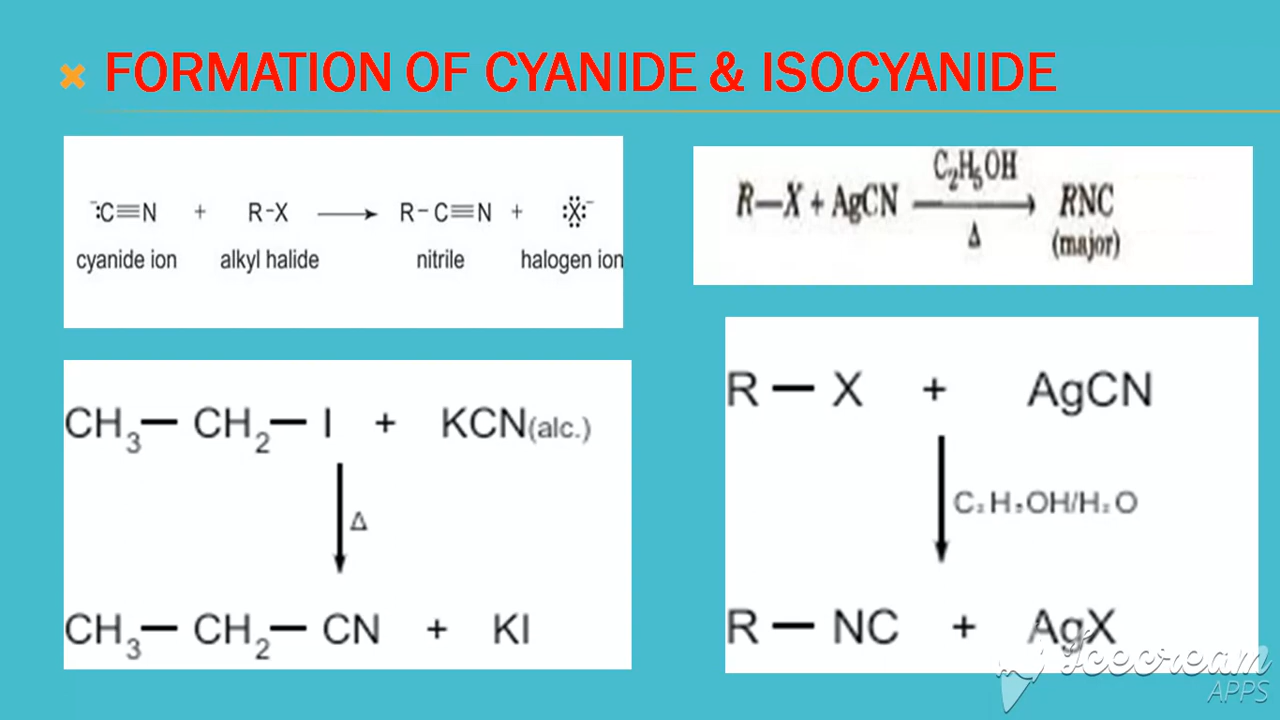 FORMATION OF CYANIDE & ISOCYANIDE
⁻:C≡N + R-X ⟶ R-C≡N + :Ẍ:⁻
cyanide ion alkyl halide nitrile halogen ion
C₂H₅OH
R—X + AgCN ⟶ RNC
Δ (major)
CH₃— CH₂— I + KCN(alc.)
Δ
CH₃— CH₂— CN + KI
R — X + AgCN
C₂H₅OH/H₂O
R — NC + AgX
Icecream
APPS